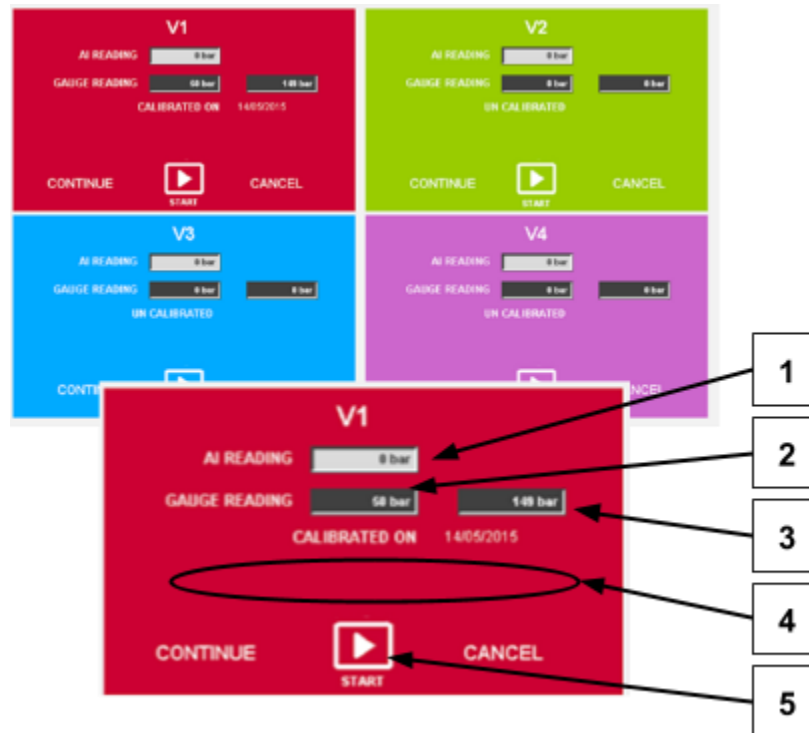 V1
AI READING 0 bar
GAUGE READING 50 bar 149 bar
CALIBRATED ON 14/05/2015
CONTINUE START CANCEL
V2
AI READING 0 bar
GAUGE READING 0 bar 0 bar
UN CALIBRATED
CONTINUE START CANCEL
V3
AI READING 0 bar
GAUGE READING 0 bar 0 bar
UN CALIBRATED
CONTI
V4
AI READING 0 bar
GAUGE READING 0 bar 0 bar
UN CALIBRATED
NCEL
V1
AI READING 0 bar
GAUGE READING 50 bar 149 bar
CALIBRATED ON 14/05/2015
CONTINUE START CANCEL
1
2
3
4
5